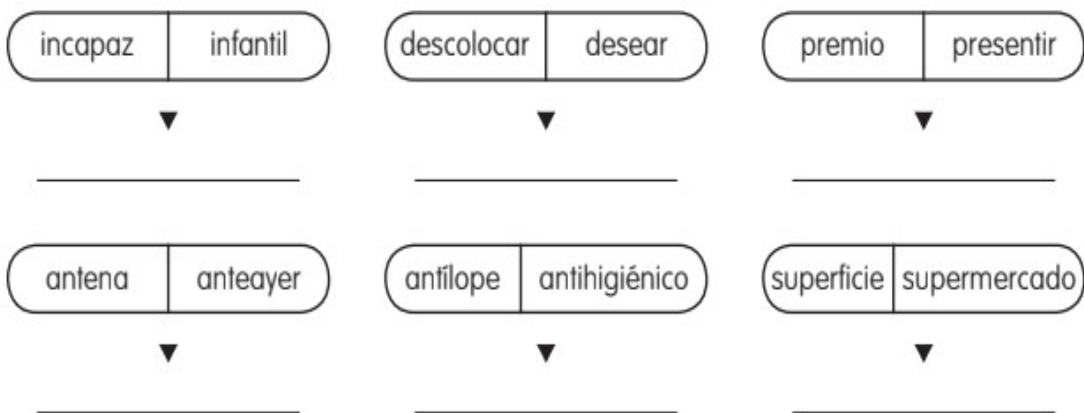 incapaz infantil descolocar desear premio presentir
antena anteayer antílope antihigiénico superficie supermercado